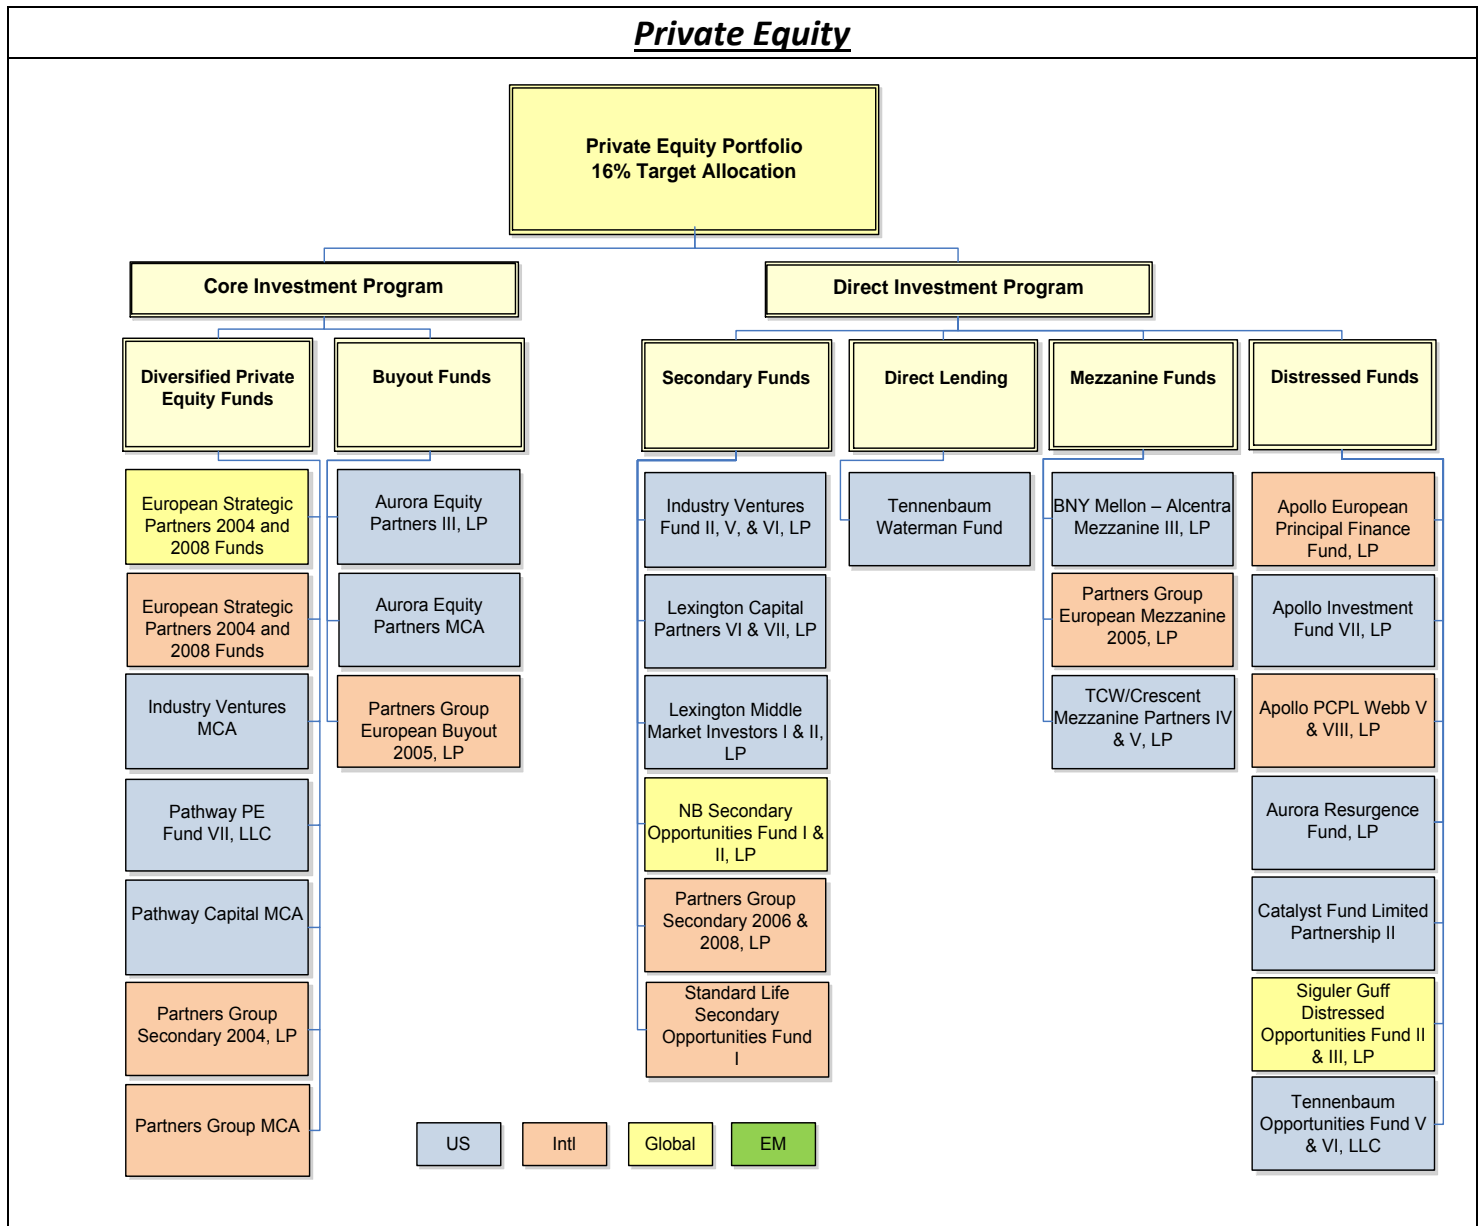 Private Equity
Private Equity Portfolio
16% Target Allocation
Core Investment Program
Direct Investment Program
Diversified Private
Equity Funds
Buyout Funds
Secondary Funds
Direct Lending
Mezzanine Funds
Distressed Funds
European Strategic
Partners 2004 and
2008 Funds
European Strategic
Partners 2004 and
2008 Funds
Industry Ventures
MCA
Pathway PE
Fund VII, LLC
Pathway Capital MCA
Partners Group
Secondary 2004, LP
Partners Group MCA
Aurora Equity
Partners III, LP
Aurora Equity
Partners MCA
Partners Group
European Buyout
2005, LP
Industry Ventures
Fund II, V, & VI, LP
Lexington Capital
Partners VI & VII, LP
Lexington Middle
Market Investors I & II,
LP
NB Secondary
Opportunities Fund I &
II, LP
Partners Group
Secondary 2006 &
2008, LP
Standard Life
Secondary
Opportunities Fund
I
Tennenbaum
Waterman Fund
BNY Mellon – Alcentra
Mezzanine III, LP
Partners Group
European Mezzanine
2005, LP
TCW/Crescent
Mezzanine Partners IV
& V, LP
Apollo European
Principal Finance
Fund, LP
Apollo Investment
Fund VII, LP
Apollo PCPL Webb V
& VIII, LP
Aurora Resurgence
Fund, LP
Catalyst Fund Limited
Partnership II
Siguler Guff
Distressed
Opportunities Fund II
& III, LP
Tennenbaum
Opportunities Fund V
& VI, LLC
US
Intl
Global
EM